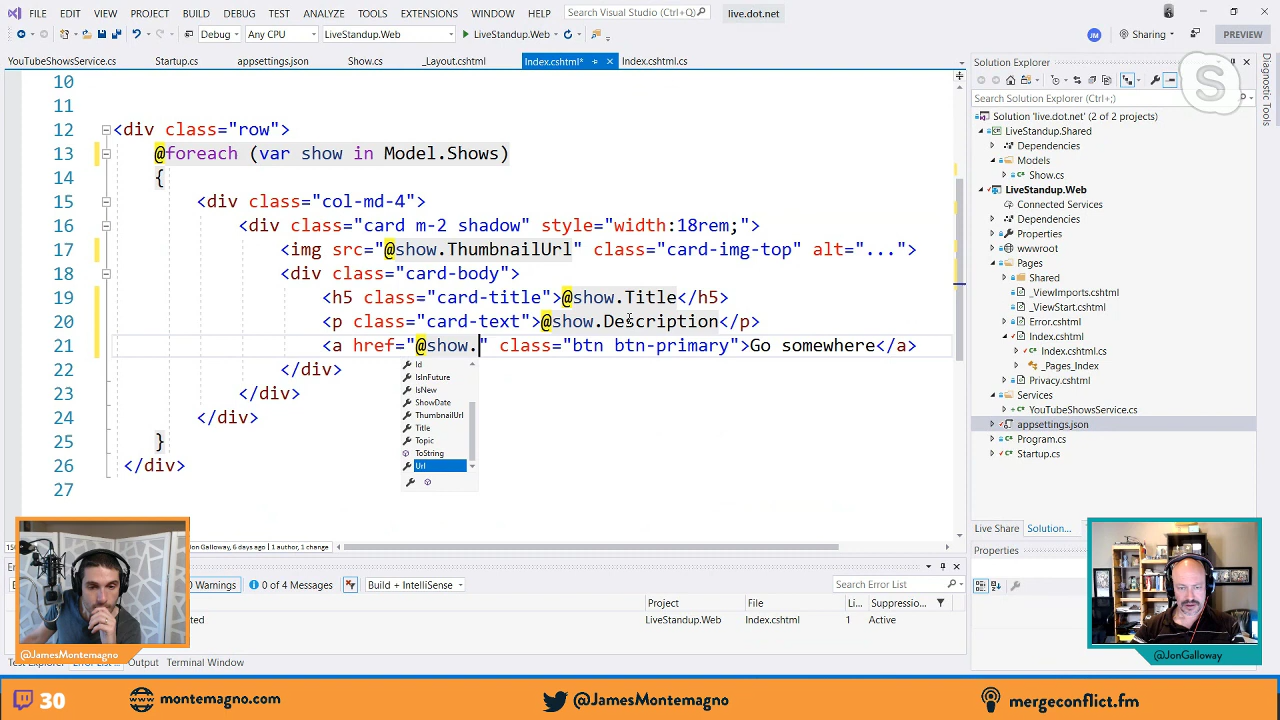 FILE EDIT VIEW PROJECT BUILD DEBUG TEST ANALYZE TOOLS EXTENSIONS WINDOW HELP Search Visual Studio (Ctrl+Q) live.dot.net
Debug Any CPU LiveStandup.Web LiveStandup.Web JM Sharing PREVIEW
YouTubeShowsService.cs Startup.cs appsettings.json Show.cs _Layout.cshtml Index.cshtml* Index.cshtml.cs
10
11
12 <div class="row">
13 @foreach (var show in Model.Shows)
14 {
15 <div class="col-md-4">
16 <div class="card m-2 shadow" style="width:18rem;">
17 <img src="@show.ThumbnailUrl" class="card-img-top" alt="...">
18 <div class="card-body">
19 <h5 class="card-title">@show.Title</h5>
20 <p class="card-text">@show.Description</p>
21 <a href="@show." class="btn btn-primary">Go somewhere</a>
22 </div>
23 </div>
24 </div>
25 }
26 </div>
27
Id
IsInFuture
IsNew
ShowDate
ThumbnailUrl
Title
Topic
ToString
Url
Solution Explorer
Search Solution Explorer (Ctrl+;)
Solution 'live.dot.net' (2 of 2 projects)
LiveStandup.Shared
Dependencies
Models
Show.cs
LiveStandup.Web
Connected Services
Dependencies
Properties
wwwroot
Pages
Shared
_ViewImports.cshtml
_ViewStart.cshtml
Error.cshtml
Index.cshtml
Index.cshtml.cs
_Pages_Index
Privacy.cshtml
Services
YouTubeShowsService.cs
appsettings.json
Program.cs
Startup.cs
Diagnostic Tools
Live Share Solution...
Properties
Jon Galloway, 6 days ago | 1 author, 1 change
0 Warnings 0 of 4 Messages Build + IntelliSense Search Error List
Project File Li... Suppressio...
LiveStandup.Web Index.cshtml 1 Active
Output Terminal Window
@JamesMontemagno
@JonGalloway
30 montemagno.com @JamesMontemagno mergeconflict.fm